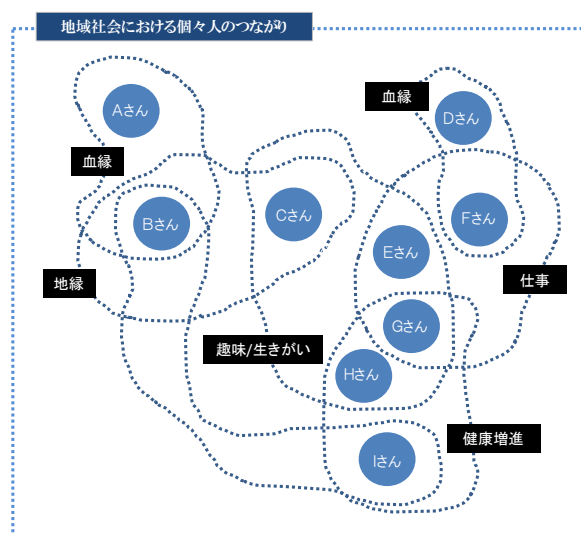 地域社会における個々人のつながり
Aさん
血縁
Dさん
血縁
Bさん
Cさん
Fさん
Eさん
地縁
仕事
Gさん
趣味/生きがい
Hさん
健康増進
Iさん